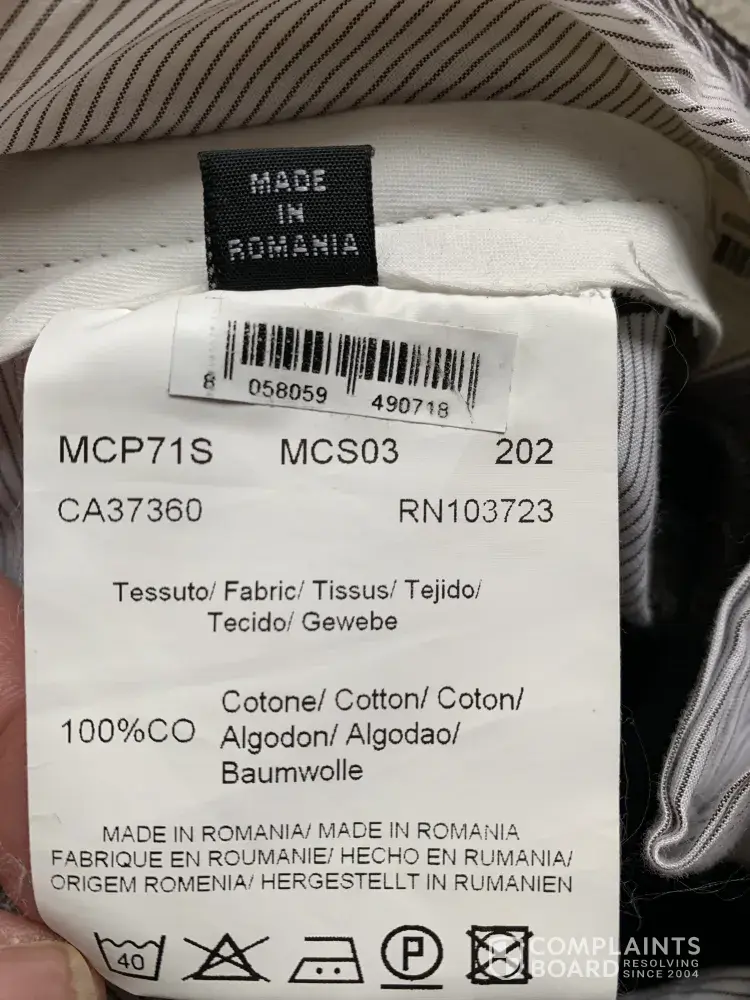 MADE
IN
ROMANIA
8 058059 490718
MCP71S MCS03 202
CA37360 RN103723
Tessuto/ Fabric/ Tissus/ Tejido/
Tecido/ Gewebe
Cotone/ Cotton/ Coton/
100%CO Algodon/ Algodao/
Baumwolle
MADE IN ROMANIA/ MADE IN ROMANIA
FABRIQUE EN ROUMANIE/ HECHO EN RUMANIA/
ORIGEM ROMENIA/ HERGESTELLT IN RUMANIEN
40
P
COMPLAINTS
BOARD RESOLVING
SINCE 2004